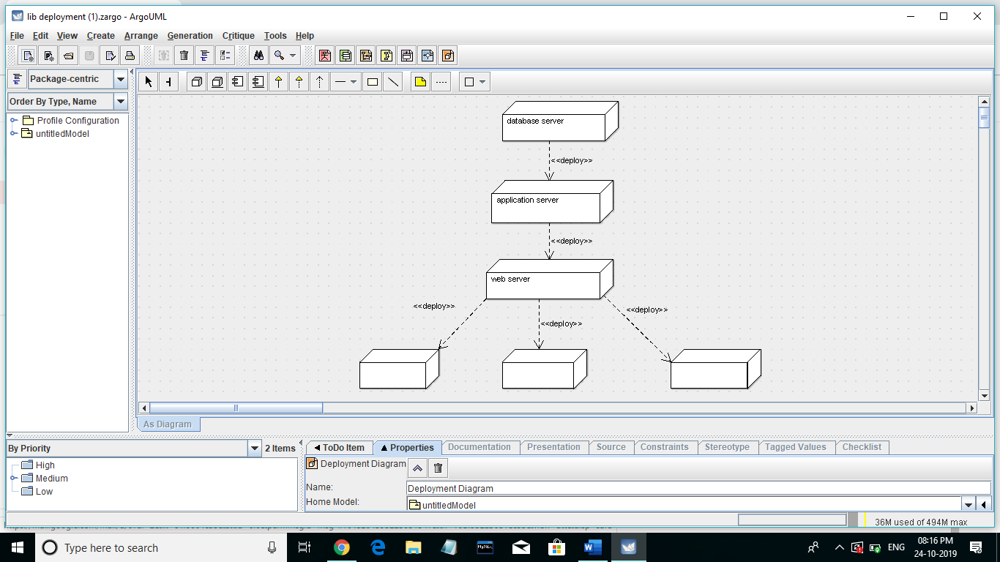 lib deployment (1).zargo - ArgoUML
File Edit View Create Arrange Generation Critique Tools Help
Package-centric
Order By Type, Name
Profile Configuration
untitledModel
database server
<<deploy>>
application server
<<deploy>>
web server
<<deploy>>
<<deploy>>
<<deploy>>
As Diagram
By Priority
2 Items
High
Medium
Low
ToDo Item Properties Documentation Presentation Source Constraints Stereotype Tagged Values Checklist
Deployment Diagram
Name: Deployment Diagram
Home Model: untitledModel
36M used of 494M max
Type here to search
MySQL
ENG
08:16 PM
24-10-2019